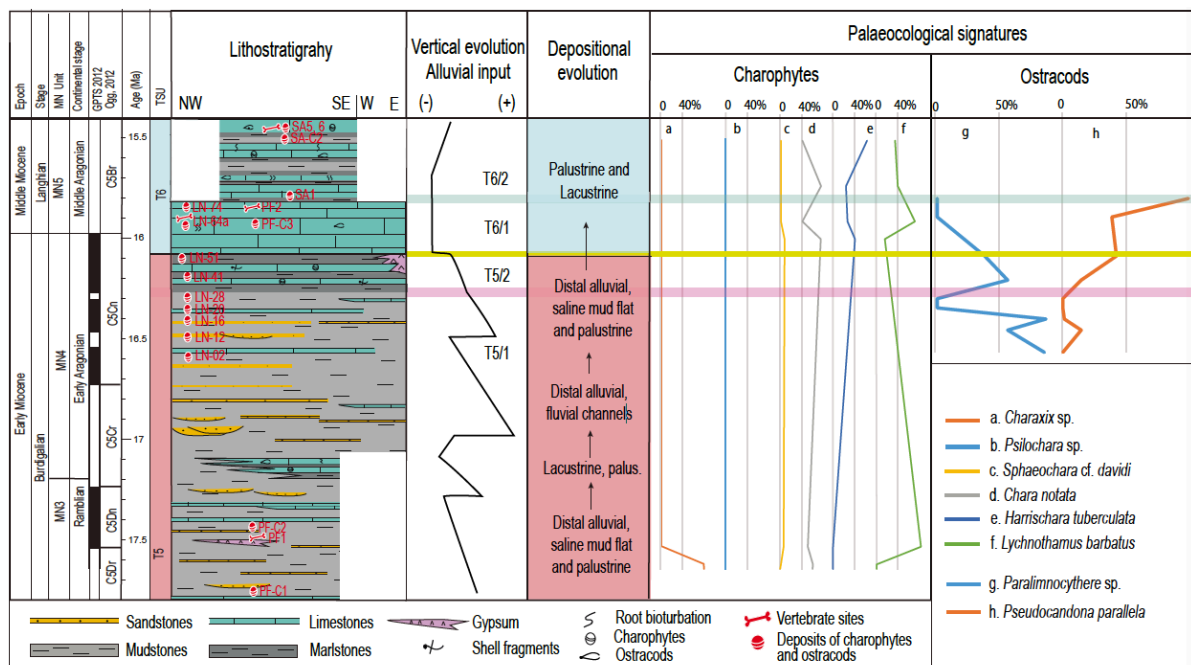 Palaeocological signatures
Lithostratigrahy
Vertical evolution
Alluvial input
Depositional
evolution
Charophytes
Ostracods
Epoch
Stage
MN Unit
Continental stage
GPTS 2012
Ogg, 2012
Age (Ma)
TSU
NW
SE
W
E
(-)
(+)
0 40% 0 40% 0 40% 0 40% 0 40% 0 40%
0 50% 0 50%
a b c d e f g h
Middle Miocene
Langhian
MN5
Middle Aragonian
C5Br
15.5
T6
SA5, 6
SA-C2
SA1
LN-74
PF2
LN-64a
PF-C3
T6/2
T6/1
Palustrine and
Lacustrine
16
Early Miocene
Burdigalian
MN4
Early Aragonian
C5Cn
16.5
LN-51
LN-41
LN-28
LN-20
LN-16
LN-12
LN-02
T5/2
T5/1
Distal alluvial,
saline mud flat
and palustrine
Distal alluvial,
fluvial channels
C5Cr
17
Lacustrine, palus.
MN3
Ramblian
C5Dn
17.5
C5Dr
T5
PF-C2
PF1
PF-C1
Distal alluvial,
saline mud flat
and palustrine
a. Charaxix sp.
b. Psilochara sp.
c. Sphaeochara cf. davidi
d. Chara notata
e. Harrischara tuberculata
f. Lychnothamus barbatus
g. Paralimnocythere sp.
h. Pseudocandona parallela
Sandstones
Limestones
Gypsum
Root bioturbation
Vertebrate sites
Mudstones
Marlstones
Shell fragments
Charophytes
Ostracods
Deposits of charophytes
and ostracods